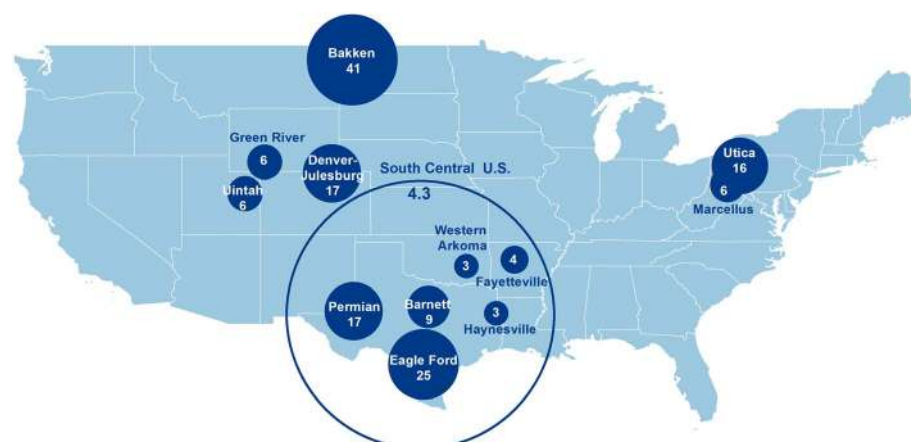 Bakken
41
Green River
6
Uintah
6
Denver-
Julesburg
17
South Central U.S.
4.3
Utica
16
6
Marcellus
Western
Arkoma
3
4
Fayetteville
Permian
17
Barnett
9
3
Haynesville
Eagle Ford
25